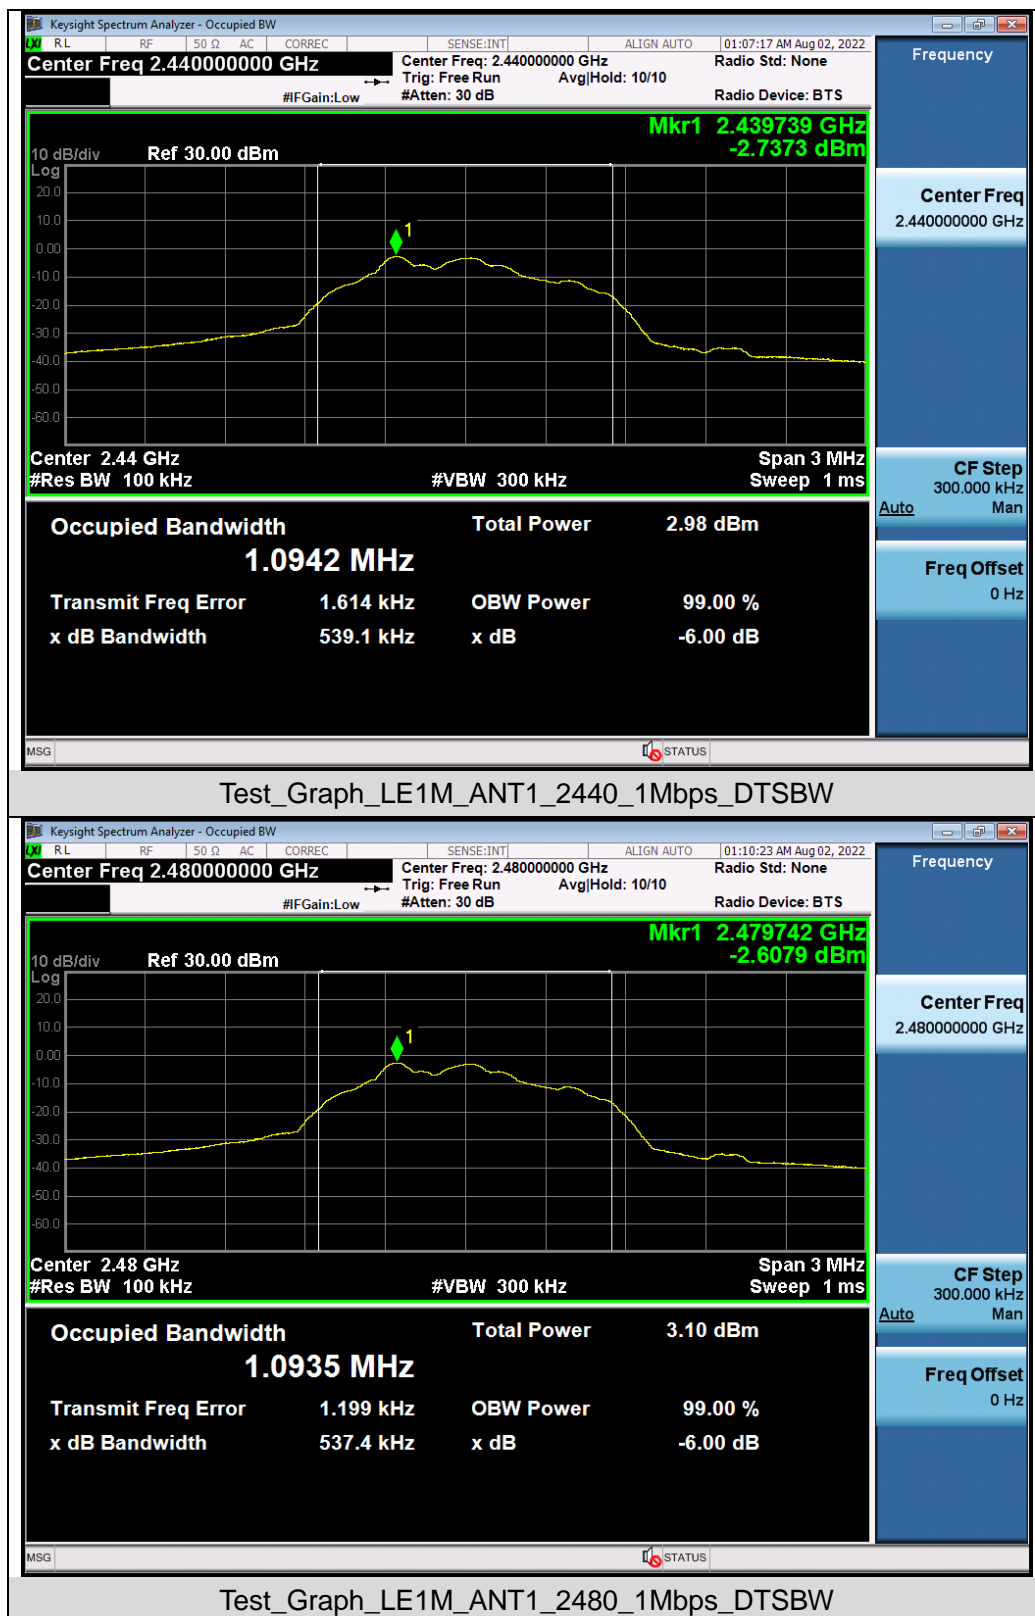 Keysight Spectrum Analyzer - Occupied BW
LXI RL RF 50 Ω AC CORREC SENSE:INT ALIGN AUTO 01:07:17 AM Aug 02, 2022
Center Freq 2.440000000 GHz
Center Freq: 2.440000000 GHz
Radio Std: None
Trig: Free Run Avg|Hold: 10/10
#IFGain:Low
#Atten: 30 dB
Radio Device: BTS
Frequency
Mkr1 2.439739 GHz
-2.7373 dBm
10 dB/div Ref 30.00 dBm
Log
20.0
10.0
0.00
-10.0
-20.0
-30.0
-40.0
-50.0
-60.0
1
Center Freq
2.440000000 GHz
Center 2.44 GHz Span 3 MHz
#Res BW 100 kHz #VBW 300 kHz Sweep 1 ms
CF Step
300.000 kHz
Auto Man
Freq Offset
0 Hz
Occupied Bandwidth Total Power 2.98 dBm
1.0942 MHz
Transmit Freq Error 1.614 kHz OBW Power 99.00 %
x dB Bandwidth 539.1 kHz x dB -6.00 dB
MSG STATUS
Test_Graph_LE1M_ANT1_2440_1Mbps_DTSBW
Keysight Spectrum Analyzer - Occupied BW
LXI RL RF 50 Ω AC CORREC SENSE:INT ALIGN AUTO 01:10:23 AM Aug 02, 2022
Center Freq 2.480000000 GHz
Center Freq: 2.480000000 GHz
Radio Std: None
Trig: Free Run Avg|Hold: 10/10
#IFGain:Low
#Atten: 30 dB
Radio Device: BTS
Frequency
Mkr1 2.479742 GHz
-2.6079 dBm
10 dB/div Ref 30.00 dBm
Log
20.0
10.0
0.00
-10.0
-20.0
-30.0
-40.0
-50.0
-60.0
1
Center Freq
2.480000000 GHz
Center 2.48 GHz Span 3 MHz
#Res BW 100 kHz #VBW 300 kHz Sweep 1 ms
CF Step
300.000 kHz
Auto Man
Freq Offset
0 Hz
Occupied Bandwidth Total Power 3.10 dBm
1.0935 MHz
Transmit Freq Error 1.199 kHz OBW Power 99.00 %
x dB Bandwidth 537.4 kHz x dB -6.00 dB
MSG STATUS
Test_Graph_LE1M_ANT1_2480_1Mbps_DTSBW